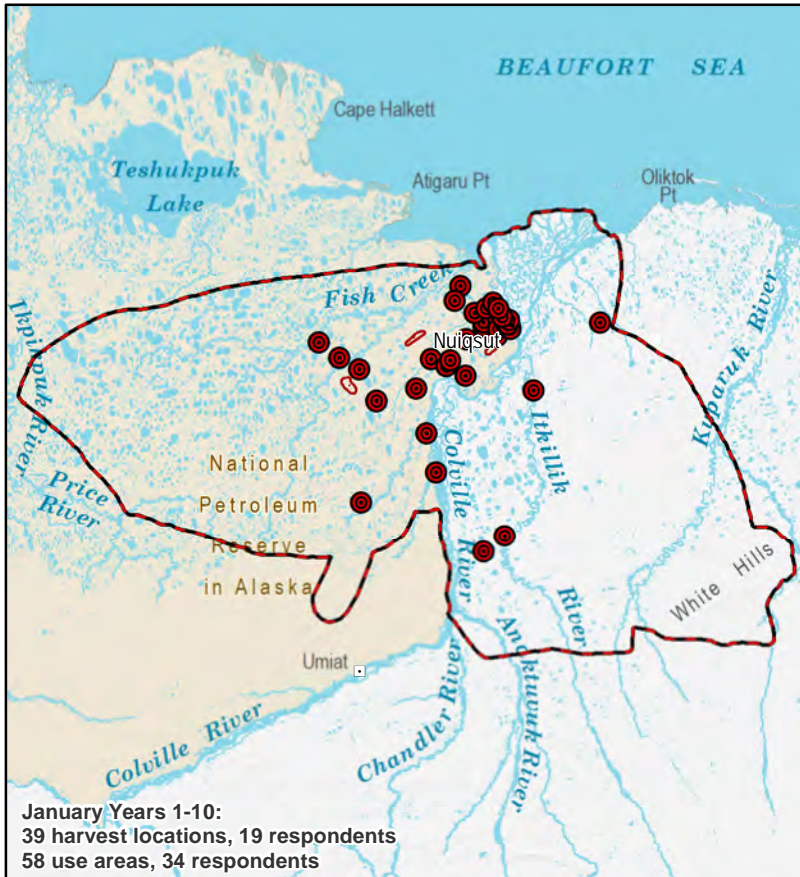 BEAUFORT SEA
Cape Halkett
Teshukpuk
Lake
Atigaru Pt
Oliktok
Pt
Fish Creek
Ikpikpuk River
Nuiqsut
Kuparuk River
Itkillik
River
Colville River
National
Petroleum
Reserve
in Alaska
Price
River
White Hills
Umiat
Anaktuvuk River
Chandler River
Colville River
January Years 1-10:
39 harvest locations, 19 respondents
58 use areas, 34 respondents